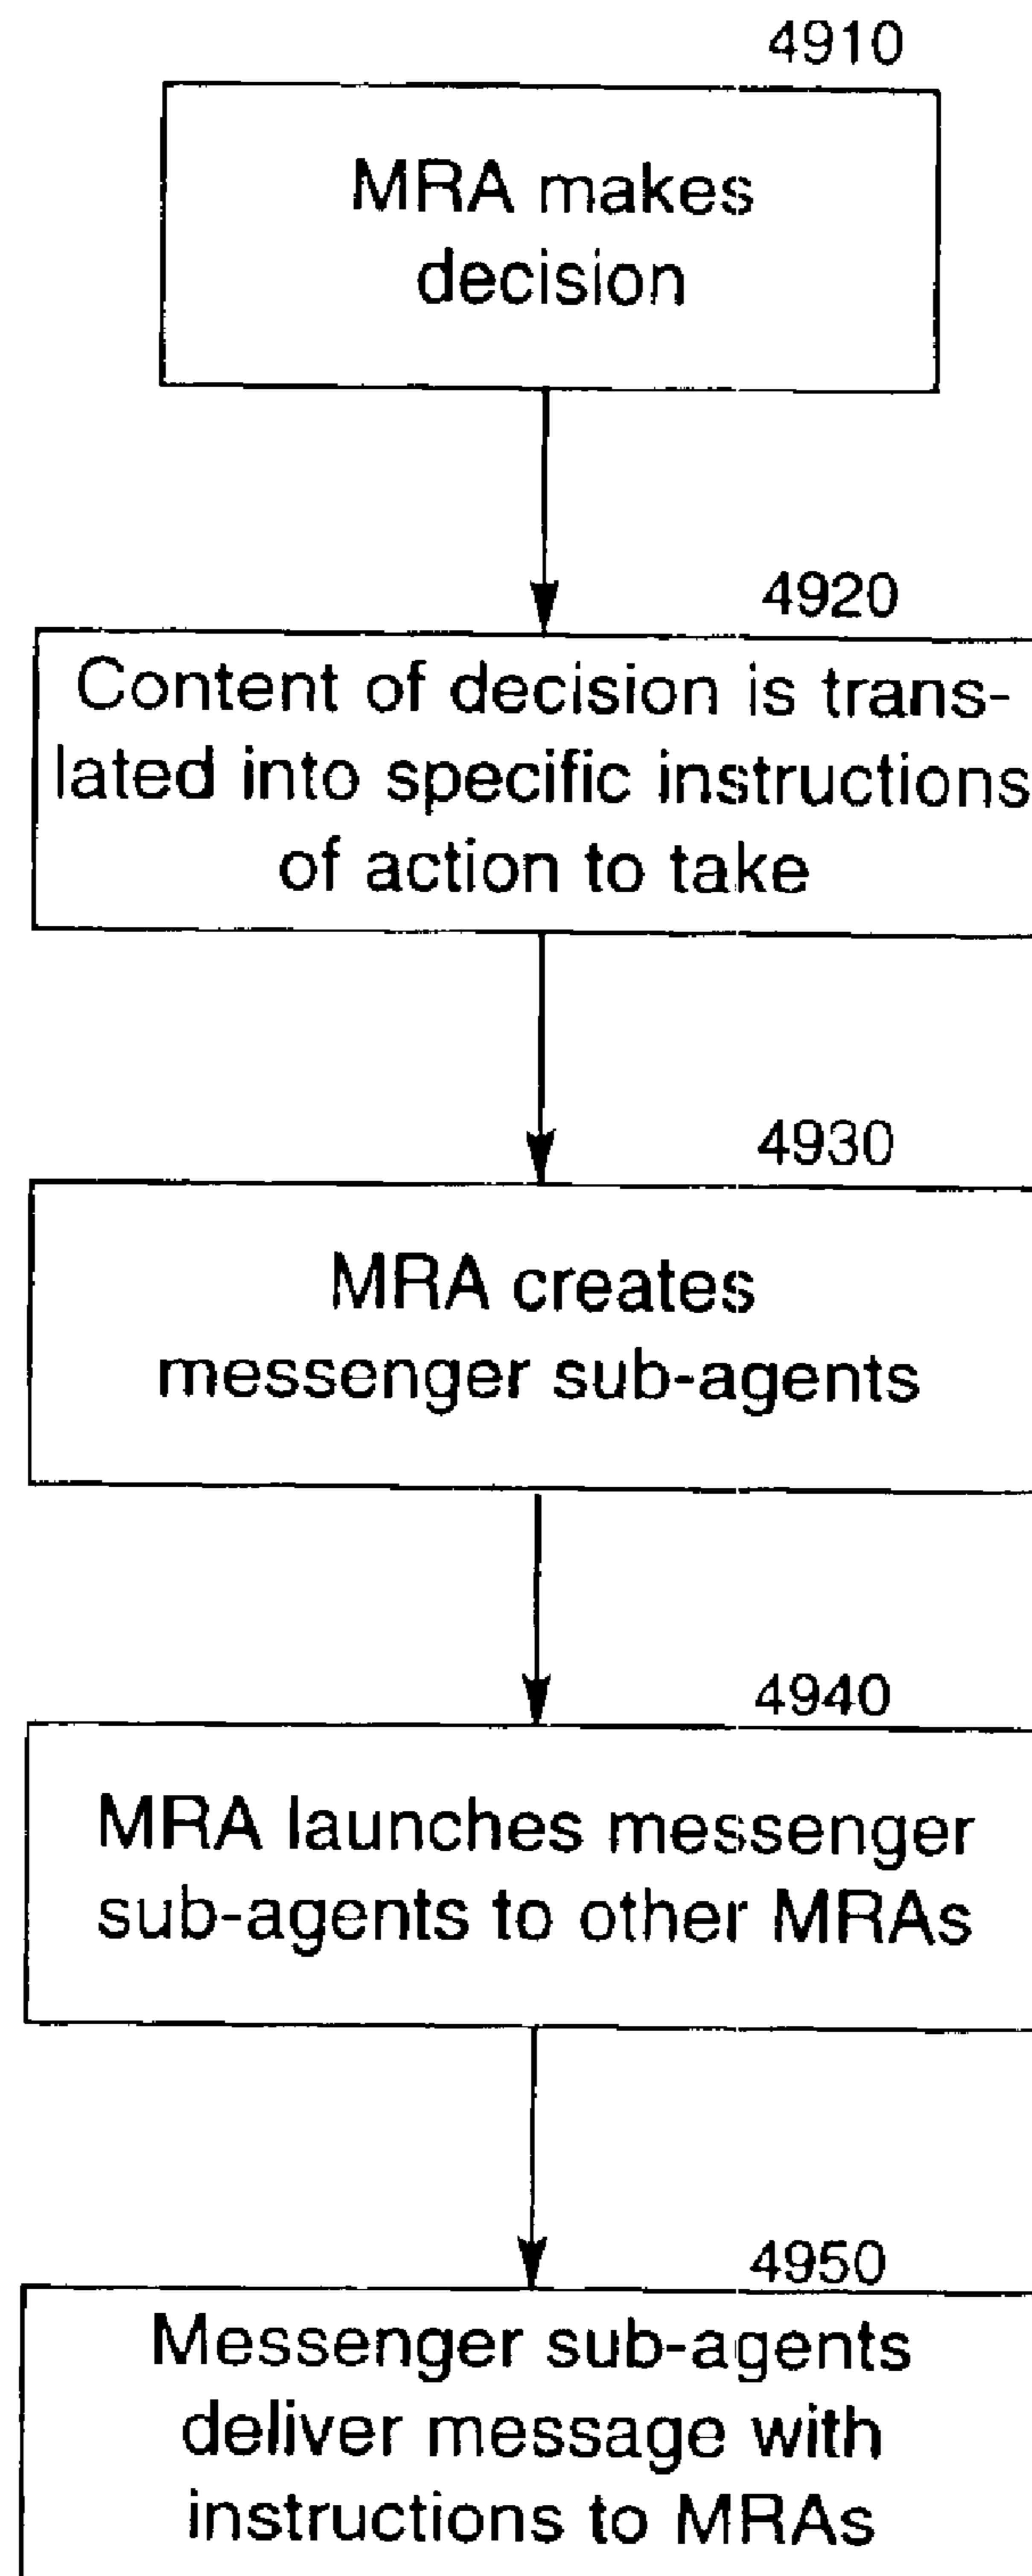 4910
MRA makes
decision
4920
Content of decision is trans-
lated into specific instructions
of action to take
4930
MRA creates
messenger sub-agents
4940
MRA launches messenger
sub-agents to other MRAs
4950
Messenger sub-agents
deliver message with
instructions to MRAs